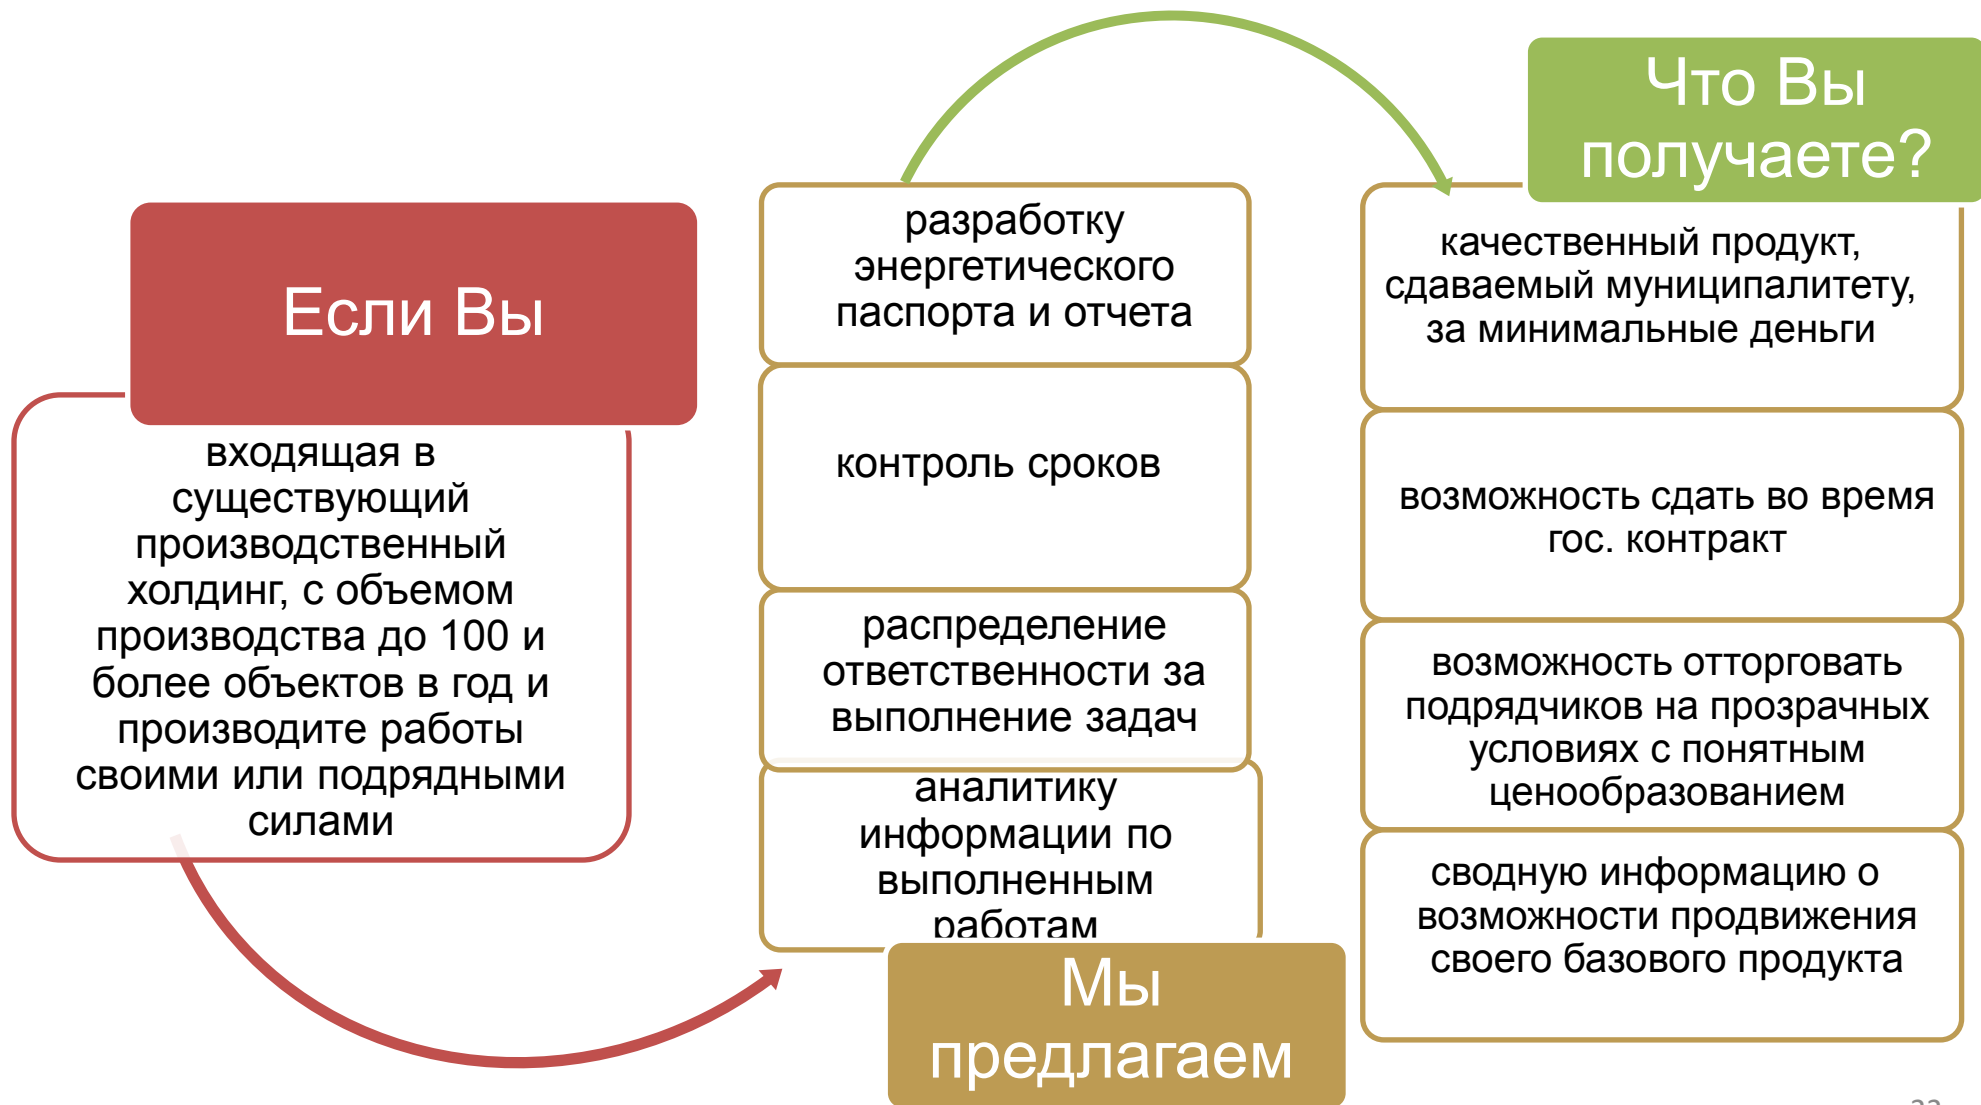 Если Вы
входящая в
существующий
производственный
холдинг, с объемом
производства до 100 и
более объектов в год и
производите работы
своими или подрядными
силами
разработку
энергетического
паспорта и отчета
контроль сроков
распределение
ответственности за
выполнение задач
аналитику
информации по
выполненным
работам
Мы
предлагаем
Что Вы
получаете?
качественный продукт,
сдаваемый муниципалитету,
за минимальные деньги
возможность сдать во время
гос. контракт
возможность отторговать
подрядчиков на прозрачных
условиях с понятным
ценообразованием
сводную информацию о
возможности продвижения
своего базового продукта